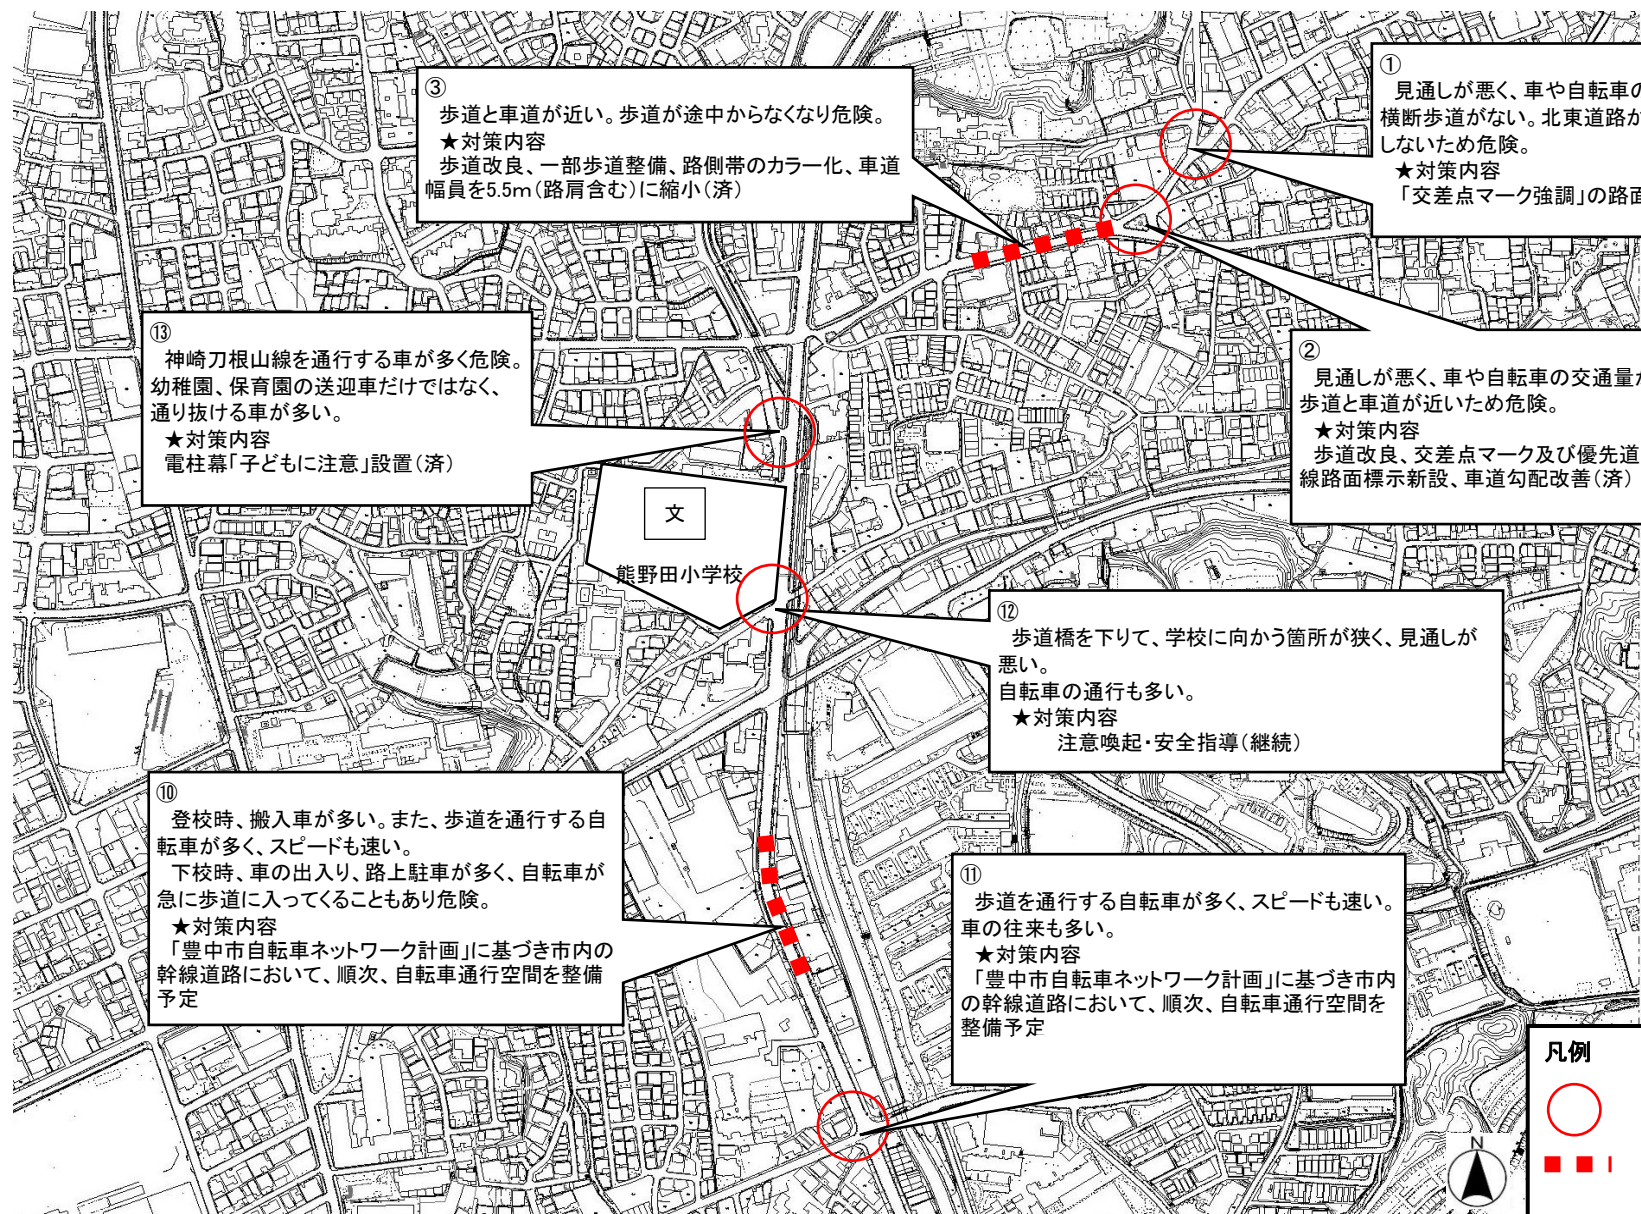 ③
歩道と車道が近い。歩道が途中からなくなり危険。
★対策内容
歩道改良、一部歩道整備、路側帯のカラー化、車道
幅員を5.5m(路肩含む)に縮小(済)
①
見通しが悪く、車や自転車の
横断歩道がない。北東道路か
しないため危険。
★対策内容
「交差点マーク強調」の路面
⑬
神崎刀根山線を通行する車が多く危険。
幼稚園、保育園の送迎車だけではなく、
通り抜ける車が多い。
★対策内容
電柱幕「子どもに注意」設置(済)
②
見通しが悪く、車や自転車の交通量が
歩道と車道が近いため危険。
★対策内容
歩道改良、交差点マーク及び優先道
線路面標示新設、車道勾配改善(済)
文
熊野田小学校
⑫
歩道橋を下りて、学校に向かう箇所が狭く、見通しが
悪い。
自転車の通行も多い。
★対策内容
注意喚起・安全指導(継続)
⑩
登校時、搬入車が多い。また、歩道を通行する自
転車が多く、スピードも速い。
下校時、車の出入り、路上駐車が多く、自転車が
急に歩道に入ってくることもあり危険。
★対策内容
「豊中市自転車ネットワーク計画」に基づき市内の
幹線道路において、順次、自転車通行空間を整備
予定
⑪
歩道を通行する自転車が多く、スピードも速い。
車の往来も多い。
★対策内容
「豊中市自転車ネットワーク計画」に基づき市内
の幹線道路において、順次、自転車通行空間を
整備予定
凡例
N